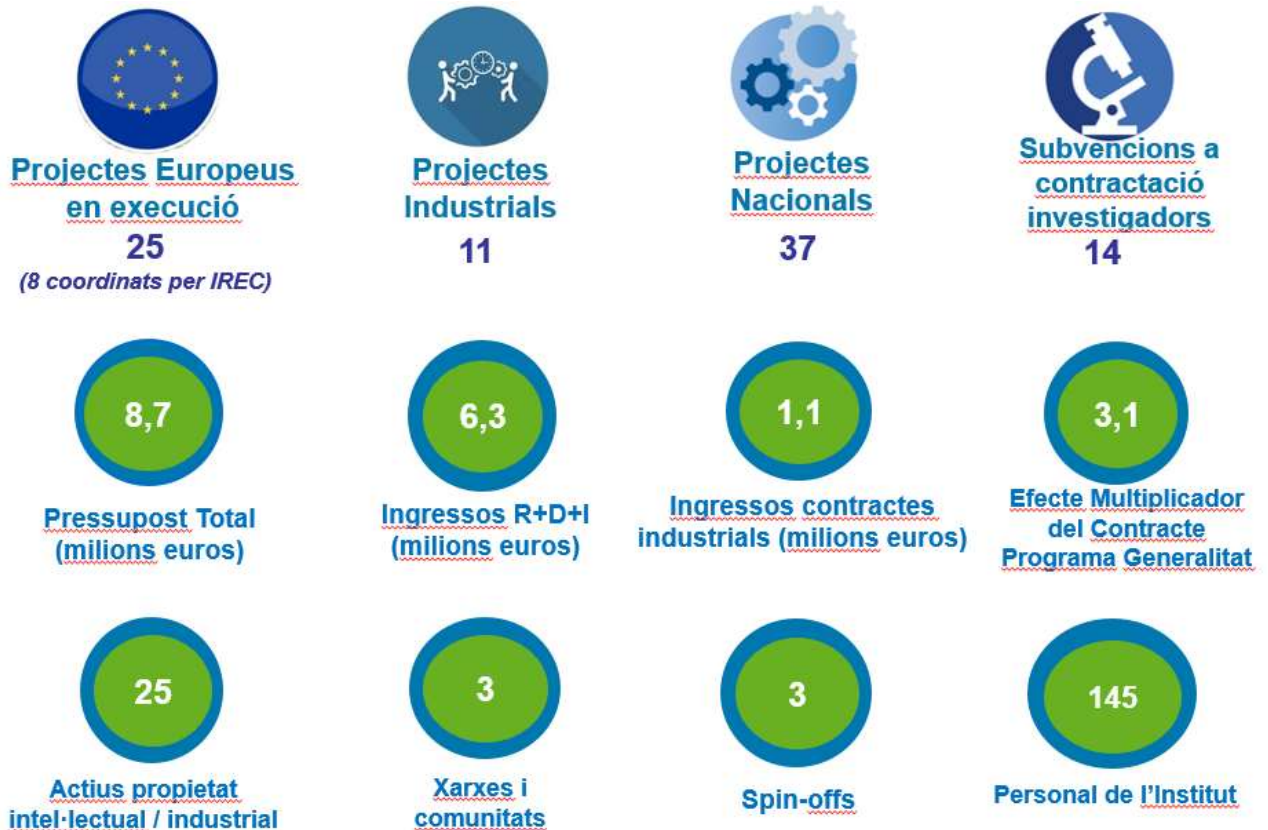 Projectes Europeus
en execució
25
(8 coordinats per IREC)
Projectes
Industrials
11
Projectes
Nacionals
37
Subvencions a
contractació
investigadors
14
8,7
Pressupost Total
(milions euros)
6,3
Ingressos R+D+I
(milions euros)
1,1
Ingressos contractes
industrials (milions euros)
3,1
Efecte Multiplicador
del Contracte
Programa Generalitat
25
Actius propietat
intel·lectual / industrial
3
Xarxes i
comunitats
3
Spin-offs
145
Personal de l’Institut